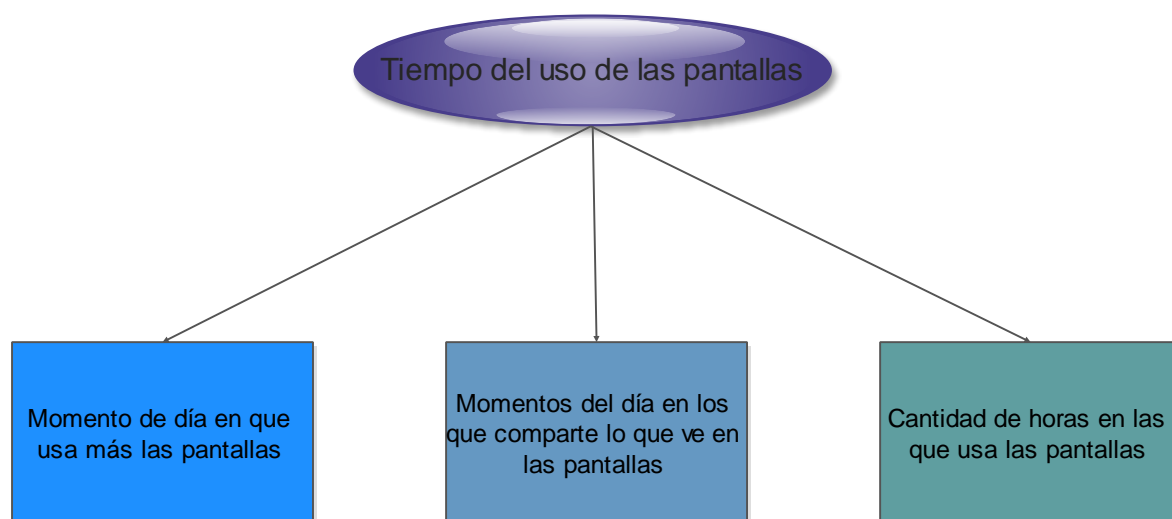 Tiempo del uso de las pantallas
Momento de día en que
usa más las pantallas
Momentos del día en los
que comparte lo que ve en
las pantallas
Cantidad de horas en las
que usa las pantallas